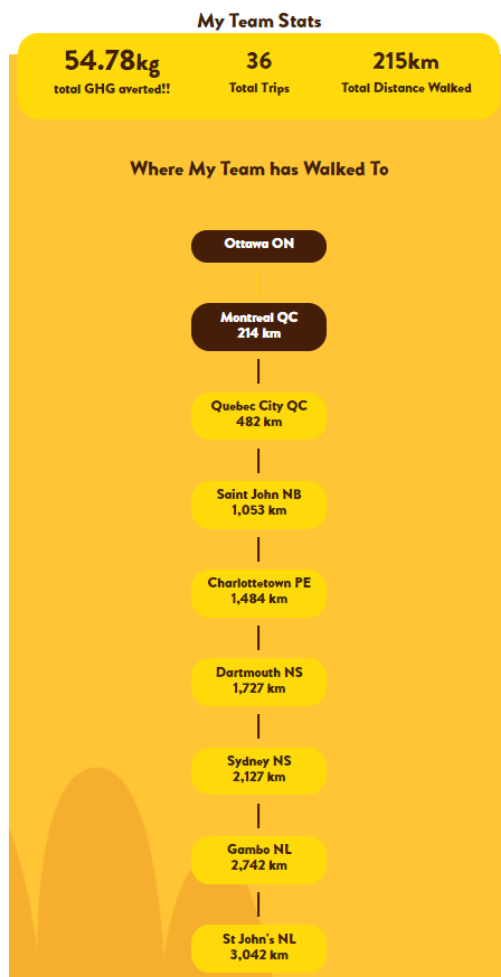 My Team Stats
54.78kg
total GHG averted!!
36
Total Trips
215km
Total Distance Walked
Where My Team has Walked To
Ottawa ON
Montreal QC
214 km
Quebec City QC
482 km
Saint John NB
1,053 km
Charlottetown PE
1,484 km
Dartmouth NS
1,727 km
Sydney NS
2,127 km
Gambo NL
2,742 km
St John's NL
3,042 km